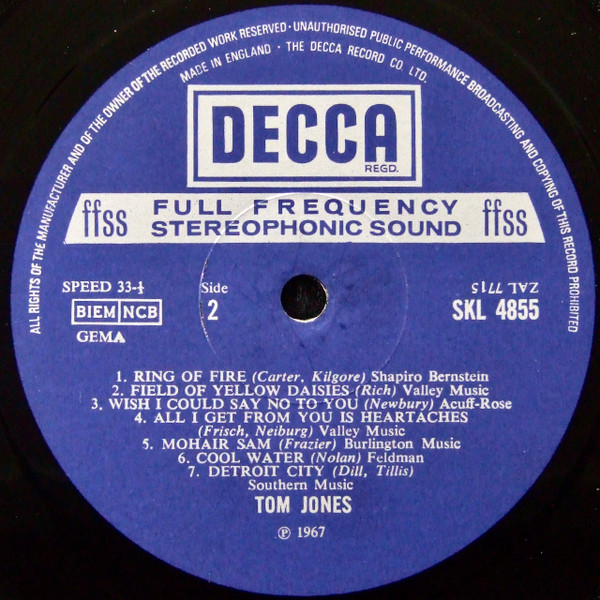 ALL RIGHTS OF THE MANUFACTURER AND OF THE OWNER OF THE RECORDED WORK RESERVED · UNAUTHORISED PUBLIC PERFORMANCE BROADCASTING AND COPYING OF THIS RECORD PROHIBITED
MADE IN ENGLAND · THE DECCA RECORD CO. LTD.
DECCA
REGD.
ffss FULL FREQUENCY ffss
STEREOPHONIC SOUND
SPEED 33-⅓ Side ZAL 7715
BIEM NCB 2 SKL 4855
GEMA
1. RING OF FIRE (Carter, Kilgore) Shapiro Bernstein
2. FIELD OF YELLOW DAISIES (Rich) Valley Music
3. WISH I COULD SAY NO TO YOU (Newbury) Acuff-Rose
4. ALL I GET FROM YOU IS HEARTACHES
(Frisch, Neiburg) Valley Music
5. MOHAIR SAM (Frazier) Burlington Music
6. COOL WATER (Nolan) Feldman
7. DETROIT CITY (Dill, Tillis)
Southern Music
TOM JONES
℗ 1967